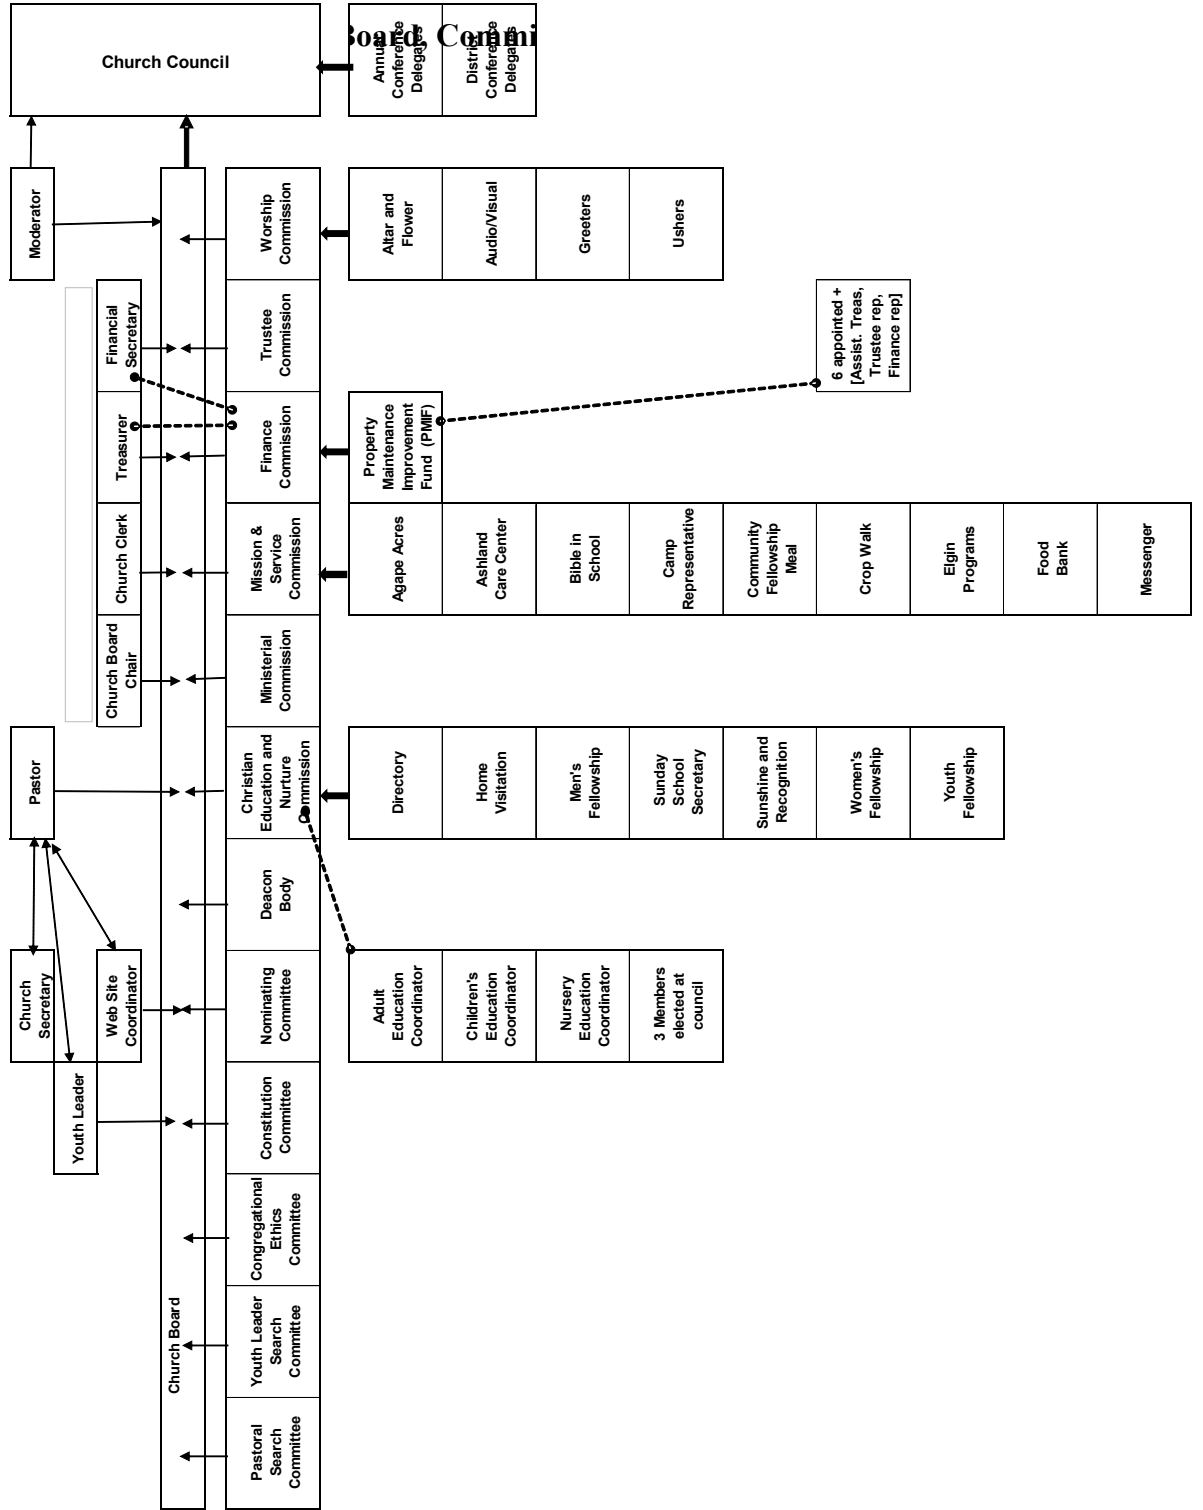 Board, Commi
Church Council
Annual
Conference
Delegates
District
Conference
Delegates
Moderator
Worship
Commission
Altar and
Flower
Audio/Visual
Greeters
Ushers
Financial
Secretary
Trustee
Commission
6 appointed +
[Assist. Treas,
Trustee rep,
Finance rep]
Treasurer
Finance
Commission
Property
Maintenance
Improvement
Fund (PMIF)
Church Clerk
Mission &
Service
Commission
Agape Acres
Ashland
Care Center
Bible in
School
Camp
Representative
Community
Fellowship
Meal
Crop Walk
Elgin
Programs
Food
Bank
Messenger
Church Board
Chair
Ministerial
Commission
Pastor
Christian
Education and
Nurture
Commission
Directory
Home
Visitation
Men's
Fellowship
Sunday
School
Secretary
Sunshine and
Recognition
Women's
Fellowship
Youth
Fellowship
Deacon
Body
Church
Secretary
Web Site
Coordinator
Nominating
Committee
Adult
Education
Coordinator
Children's
Education
Coordinator
Nursery
Education
Coordinator
3 Members
elected at
council
Youth Leader
Constitution
Committee
Congregational
Ethics
Committee
Church Board
Youth Leader
Search
Committee
Pastoral
Search
Committee